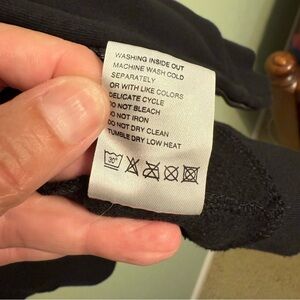 WASHING INSIDE OUT
MACHINE WASH COLD
SEPARATELY
OR WITH LIKE COLORS
DELICATE CYCLE
DO NOT BLEACH
DO NOT IRON
DO NOT DRY CLEAN
TUMBLE DRY LOW HEAT
30°